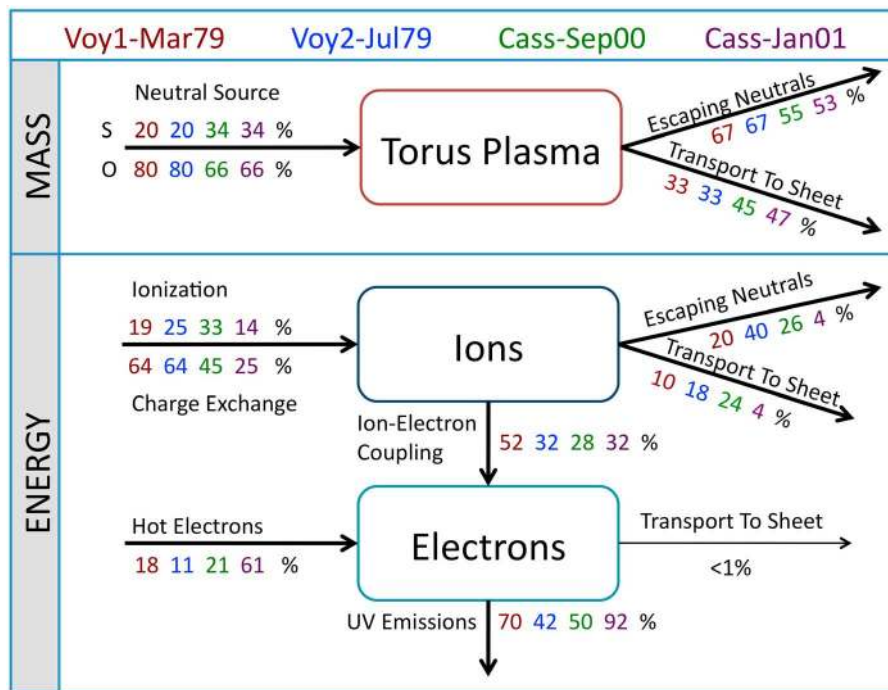 Voy1-Mar79 Voy2-Jul79 Cass-Sep00 Cass-Jan01
MASS
Neutral Source
S 20 20 34 34 %
O 80 80 66 66 %
Torus Plasma
Escaping Neutrals
67 67 55 53 %
Transport To Sheet
33 33 45 47 %
ENERGY
Ionization
19 25 33 14 %
64 64 45 25 %
Charge Exchange
Ions
Escaping Neutrals
20 40 26 4 %
Transport To Sheet
10 18 24 4 %
Ion-Electron
Coupling
52 32 28 32 %
Hot Electrons
18 11 21 61 %
Electrons
Transport To Sheet
<1%
UV Emissions 70 42 50 92 %